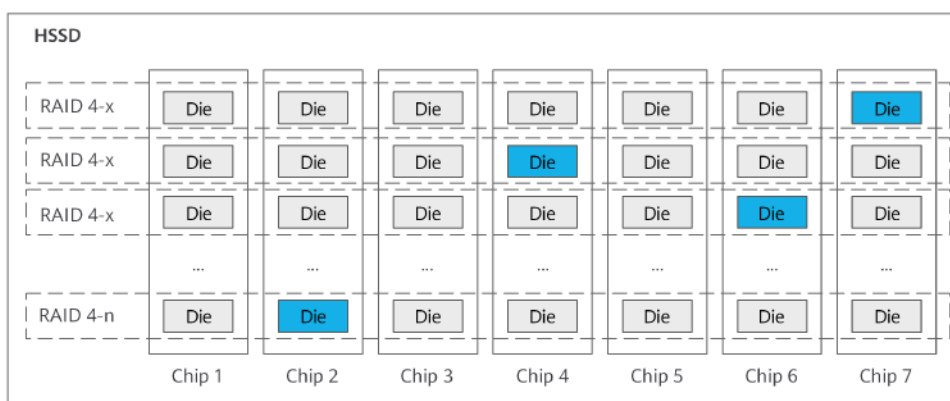 HSSD
RAID 4-x Die Die Die Die Die Die Die
RAID 4-x Die Die Die Die Die Die Die
RAID 4-x Die Die Die Die Die Die Die
... ... ... ... ... ... ...
RAID 4-n Die Die Die Die Die Die Die
Chip 1 Chip 2 Chip 3 Chip 4 Chip 5 Chip 6 Chip 7